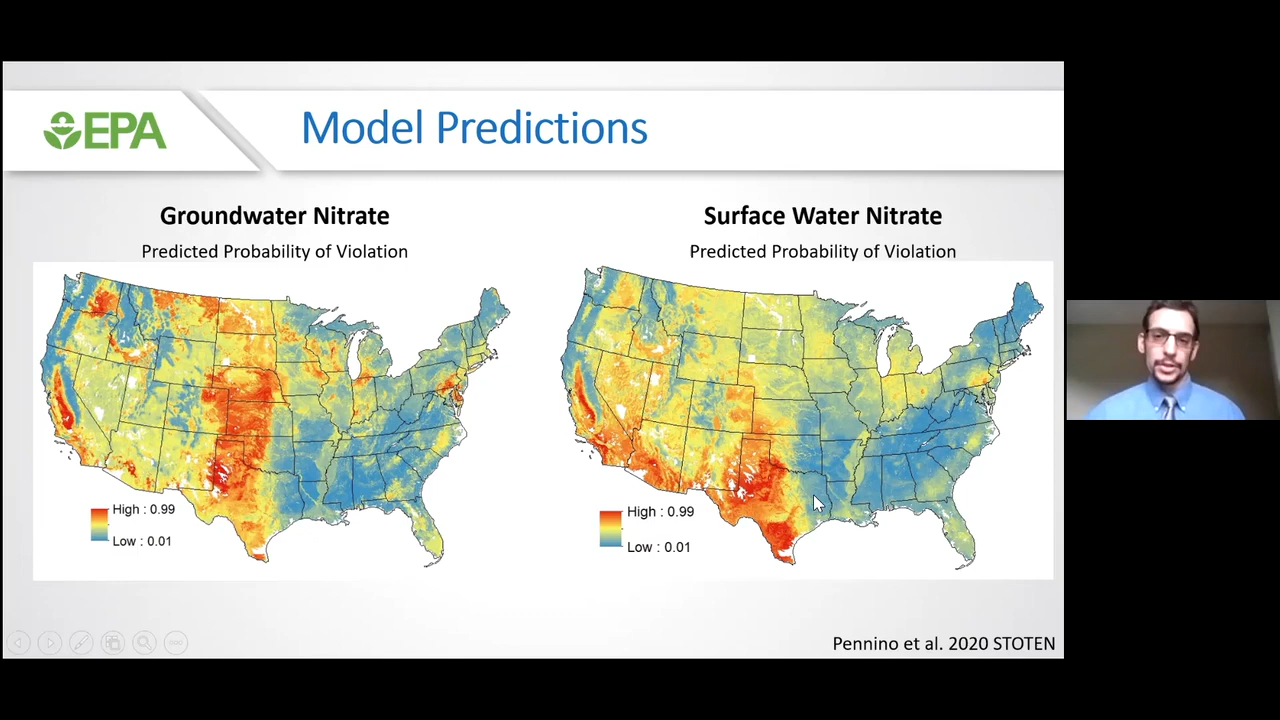 EPA
Model Predictions
Groundwater Nitrate
Predicted Probability of Violation
High : 0.99
Low : 0.01
Surface Water Nitrate
Predicted Probability of Violation
High : 0.99
Low : 0.01
Pennino et al. 2020 STOTEN